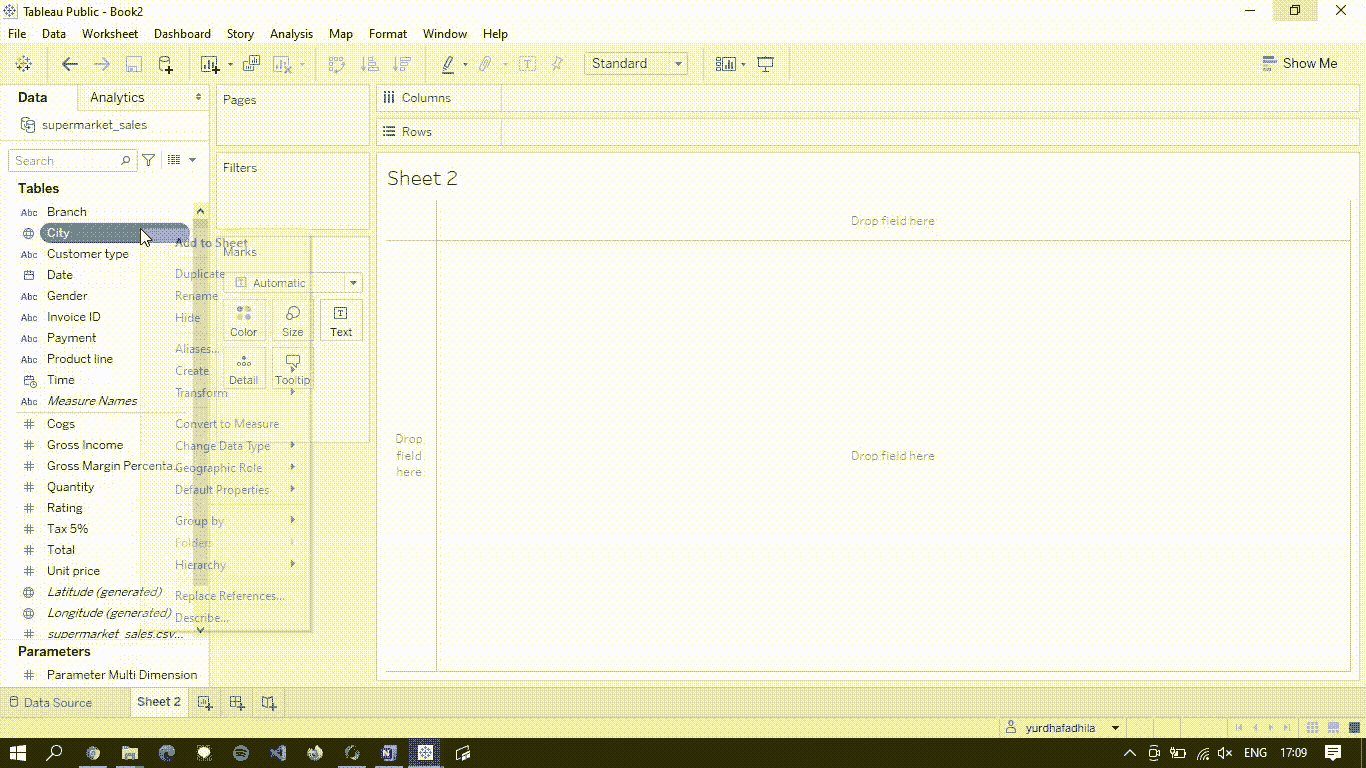 Tableau Public - Book2
File Data Worksheet Dashboard Story Analysis Map Format Window Help
Standard
Show Me
Data Analytics
supermarket_sales
Search
Tables
Abc Branch
City
Abc Customer type
Date
Abc Gender
Abc Invoice ID
Abc Payment
Abc Product line
Time
Abc Measure Names
# Cogs
# Gross Income
# Gross Margin Percenta...
# Quantity
# Rating
# Tax 5%
# Total
# Unit price
Latitude (generated)
Longitude (generated)
# supermarket_sales.csv...
Parameters
# Parameter Multi Dimension
Add to Sheet
Duplicate
Rename
Hide
Aliases...
Create
Transform
Convert to Measure
Change Data Type
Geographic Role
Default Properties
Group by
Folders
Hierarchy
Replace References...
Describe...
Pages
Filters
Marks
Automatic
Color Size Text
Detail Tooltip
Columns
Rows
Sheet 2
Drop field here
Drop
field
here
Drop field here
Data Source Sheet 2
yurdhafadhila
ENG 17:09